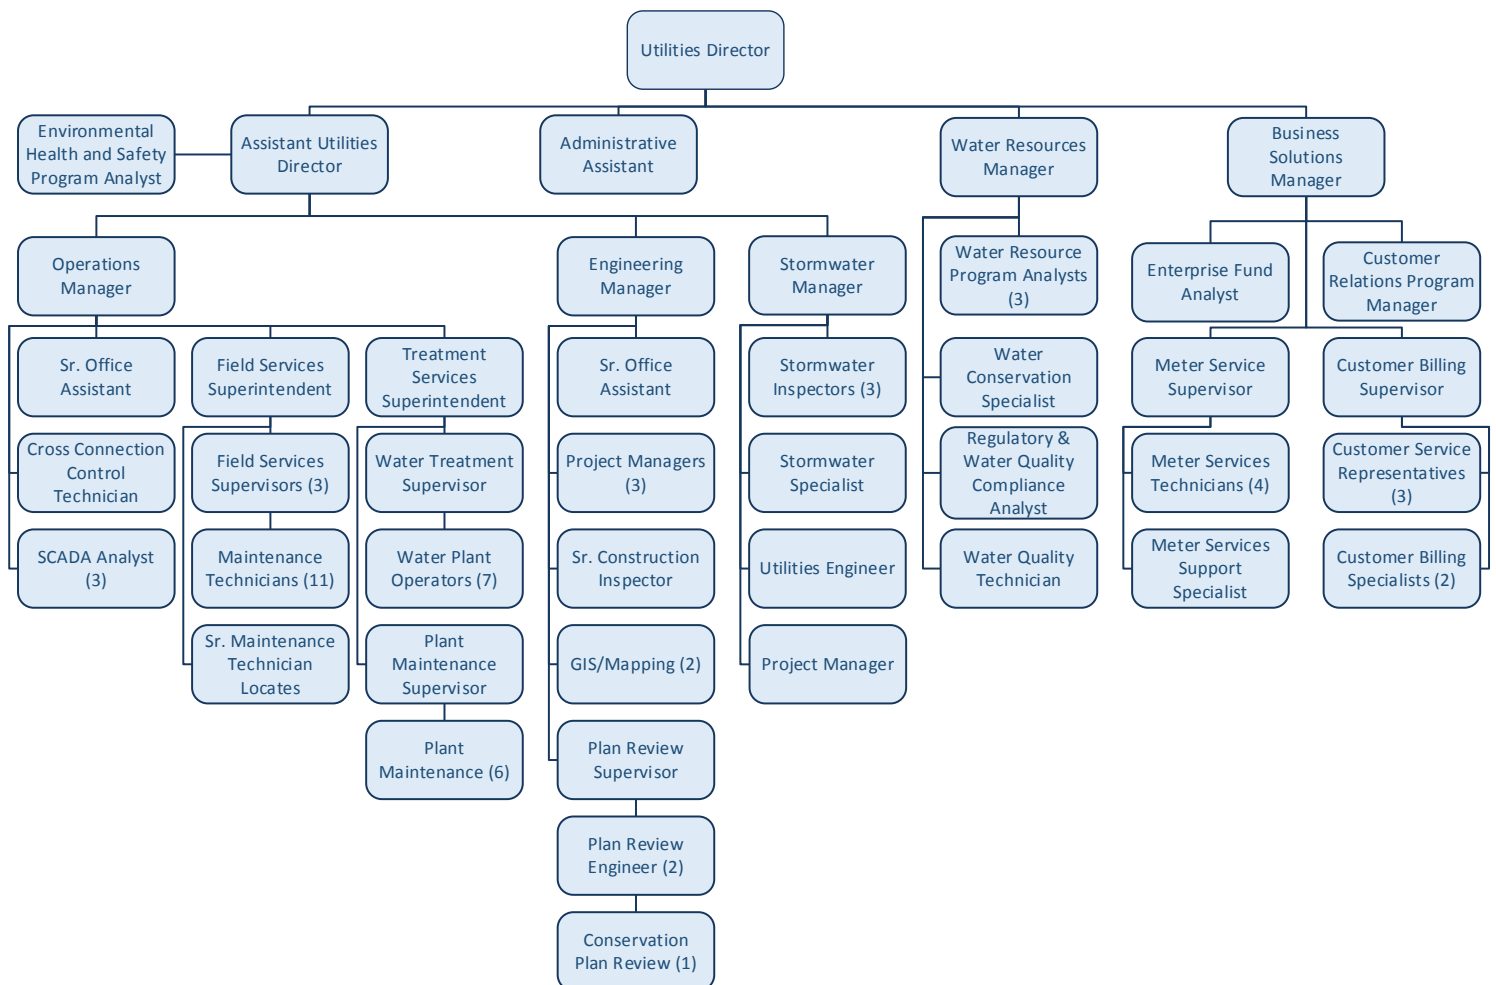 Utilities Director
Environmental
Health and Safety
Program Analyst
Assistant Utilities
Director
Administrative
Assistant
Water Resources
Manager
Business
Solutions
Manager
Operations
Manager
Engineering
Manager
Stormwater
Manager
Water Resource
Program Analysts
(3)
Enterprise Fund
Analyst
Customer
Relations Program
Manager
Sr. Office
Assistant
Field Services
Superintendent
Treatment
Services
Superintendent
Sr. Office
Assistant
Stormwater
Inspectors (3)
Water
Conservation
Specialist
Meter Service
Supervisor
Customer Billing
Supervisor
Cross Connection
Control
Technician
Field Services
Supervisors (3)
Water Treatment
Supervisor
Project Managers
(3)
Stormwater
Specialist
Regulatory &
Water Quality
Compliance
Analyst
Meter Services
Technicians (4)
Customer Service
Representatives
(3)
SCADA Analyst
(3)
Maintenance
Technicians (11)
Water Plant
Operators (7)
Sr. Construction
Inspector
Utilities Engineer
Water Quality
Technician
Meter Services
Support
Specialist
Customer Billing
Specialists (2)
Sr. Maintenance
Technician
Locates
Plant
Maintenance
Supervisor
GIS/Mapping (2)
Project Manager
Plant
Maintenance (6)
Plan Review
Supervisor
Plan Review
Engineer (2)
Conservation
Plan Review (1)